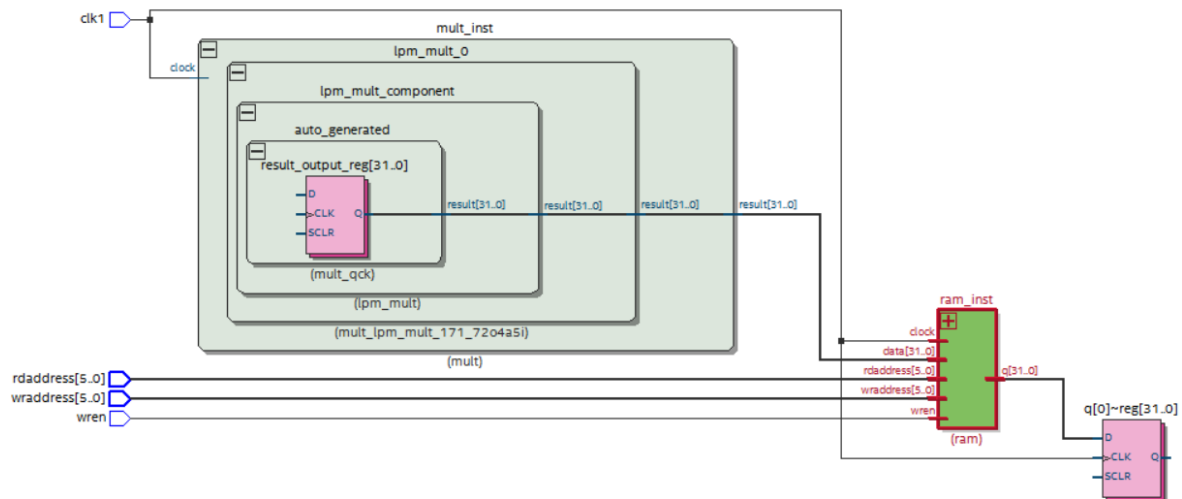 clk1
mult_inst
lpm_mult_0
clock
lpm_mult_component
auto_generated
result_output_reg[31..0]
D
CLK
Q
SCLR
result[31..0]
result[31..0]
result[31..0]
result[31..0]
(mult_qck)
(lpm_mult)
(mult_lpm_mult_171_72o4a5i)
(mult)
ram_inst
clock
data[31..0]
rdaddress[5..0]
rdaddress[5..0]
q[31..0]
wraddress[5..0]
wraddress[5..0]
wren
wren
(ram)
q[0]~reg[31..0]
D
CLK
Q
SCLR